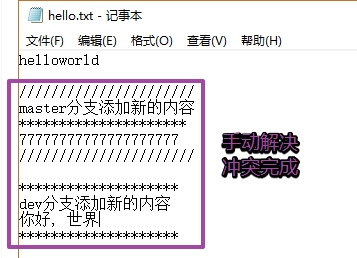 hello.txt - 记事本
文件(F) 编辑(E) 格式(O) 查看(V) 帮助(H)
helloworld
//////////////////////
master分支添加新的内容
*********************
77777777777777777777
//////////////////////
********************
dev分支添加新的内容
你好，世界
********************
手动解决
冲突完成